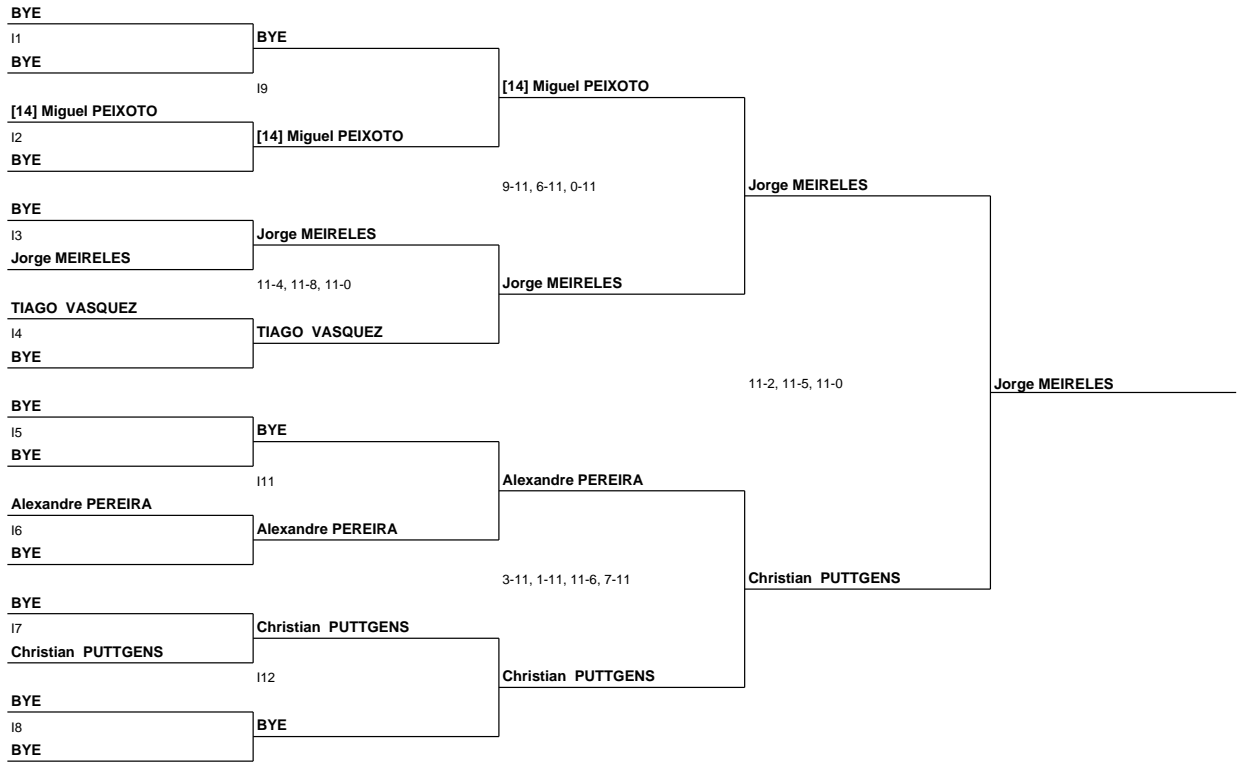 BYE
I1
BYE
BYE
I9
[14] Miguel PEIXOTO
[14] Miguel PEIXOTO
I2
[14] Miguel PEIXOTO
BYE
9-11, 6-11, 0-11
Jorge MEIRELES
BYE
I3
Jorge MEIRELES
Jorge MEIRELES
11-4, 11-8, 11-0
Jorge MEIRELES
TIAGO VASQUEZ
I4
TIAGO VASQUEZ
BYE
11-2, 11-5, 11-0
Jorge MEIRELES
BYE
I5
BYE
BYE
I11
Alexandre PEREIRA
Alexandre PEREIRA
I6
Alexandre PEREIRA
BYE
3-11, 1-11, 11-6, 7-11
Christian PUTTGENS
BYE
I7
Christian PUTTGENS
Christian PUTTGENS
I12
Christian PUTTGENS
BYE
I8
BYE
BYE